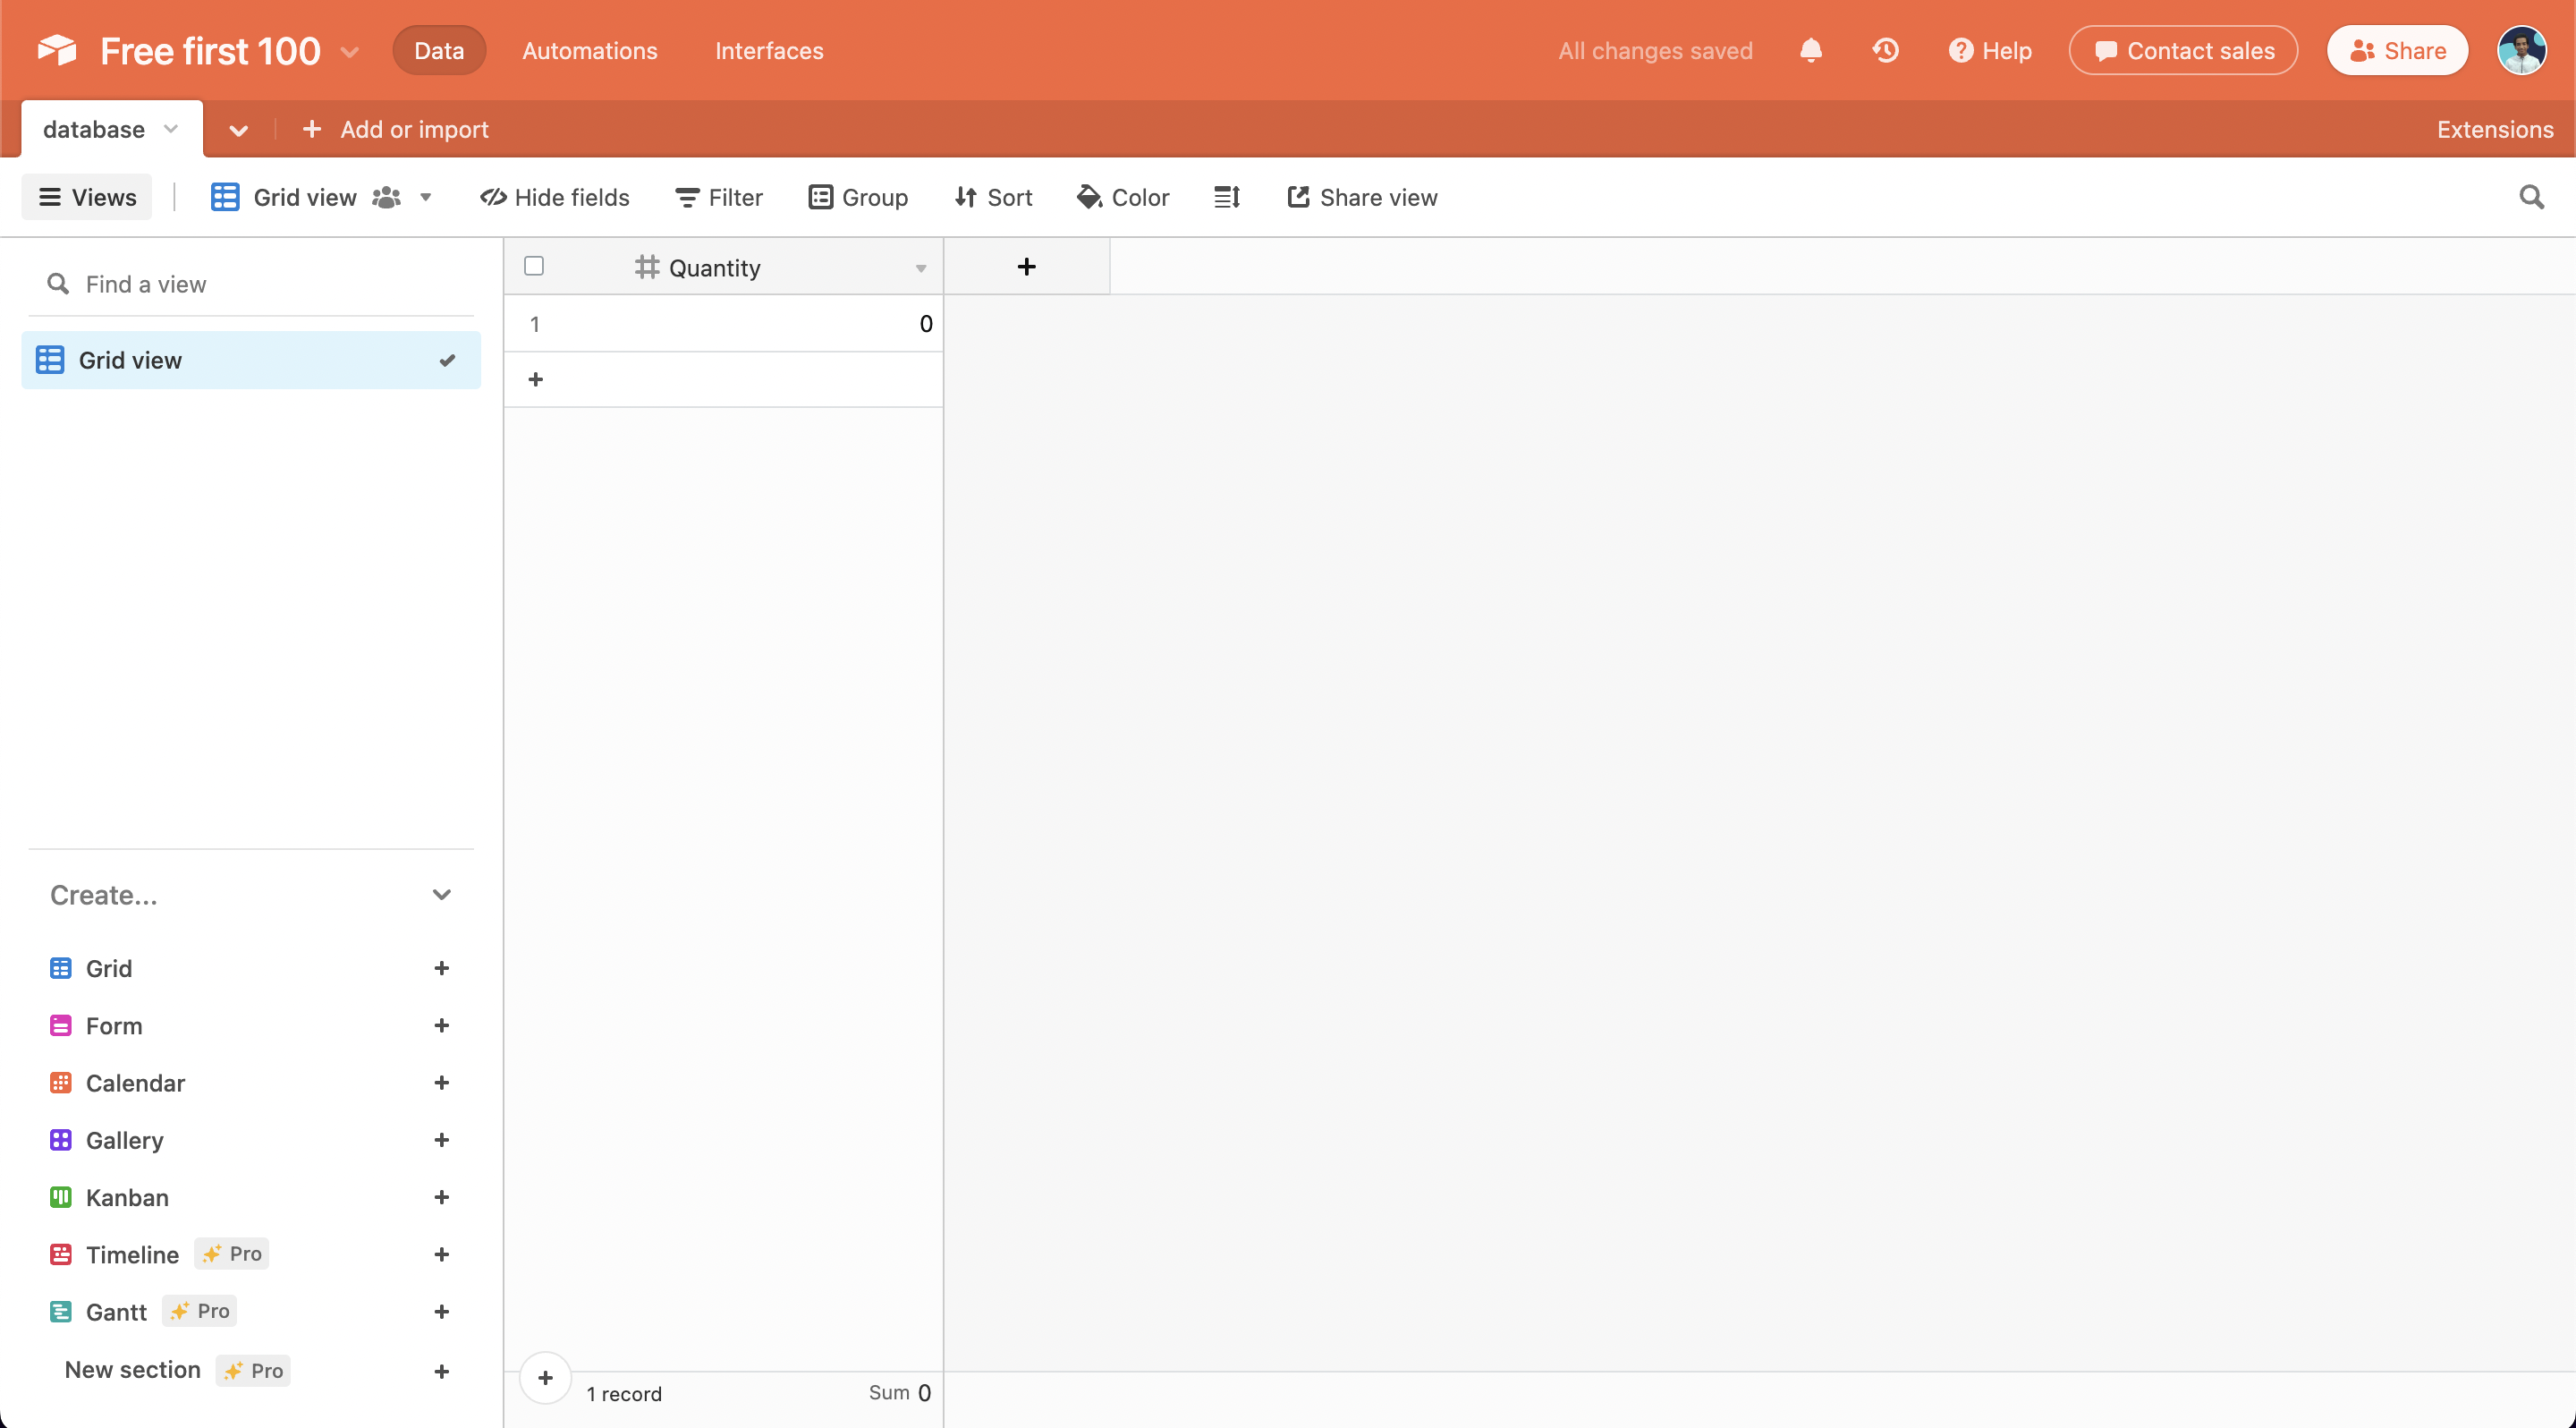 Free first 100
Data
Automations
Interfaces
All changes saved
Help
Contact sales
Share
database
Add or import
Extensions
Views
Grid view
Hide fields
Filter
Group
Sort
Color
Share view
Find a view
Grid view
Quantity
1
0
Create...
Grid
Form
Calendar
Gallery
Kanban
Timeline Pro
Gantt Pro
New section Pro
1 record
Sum 0